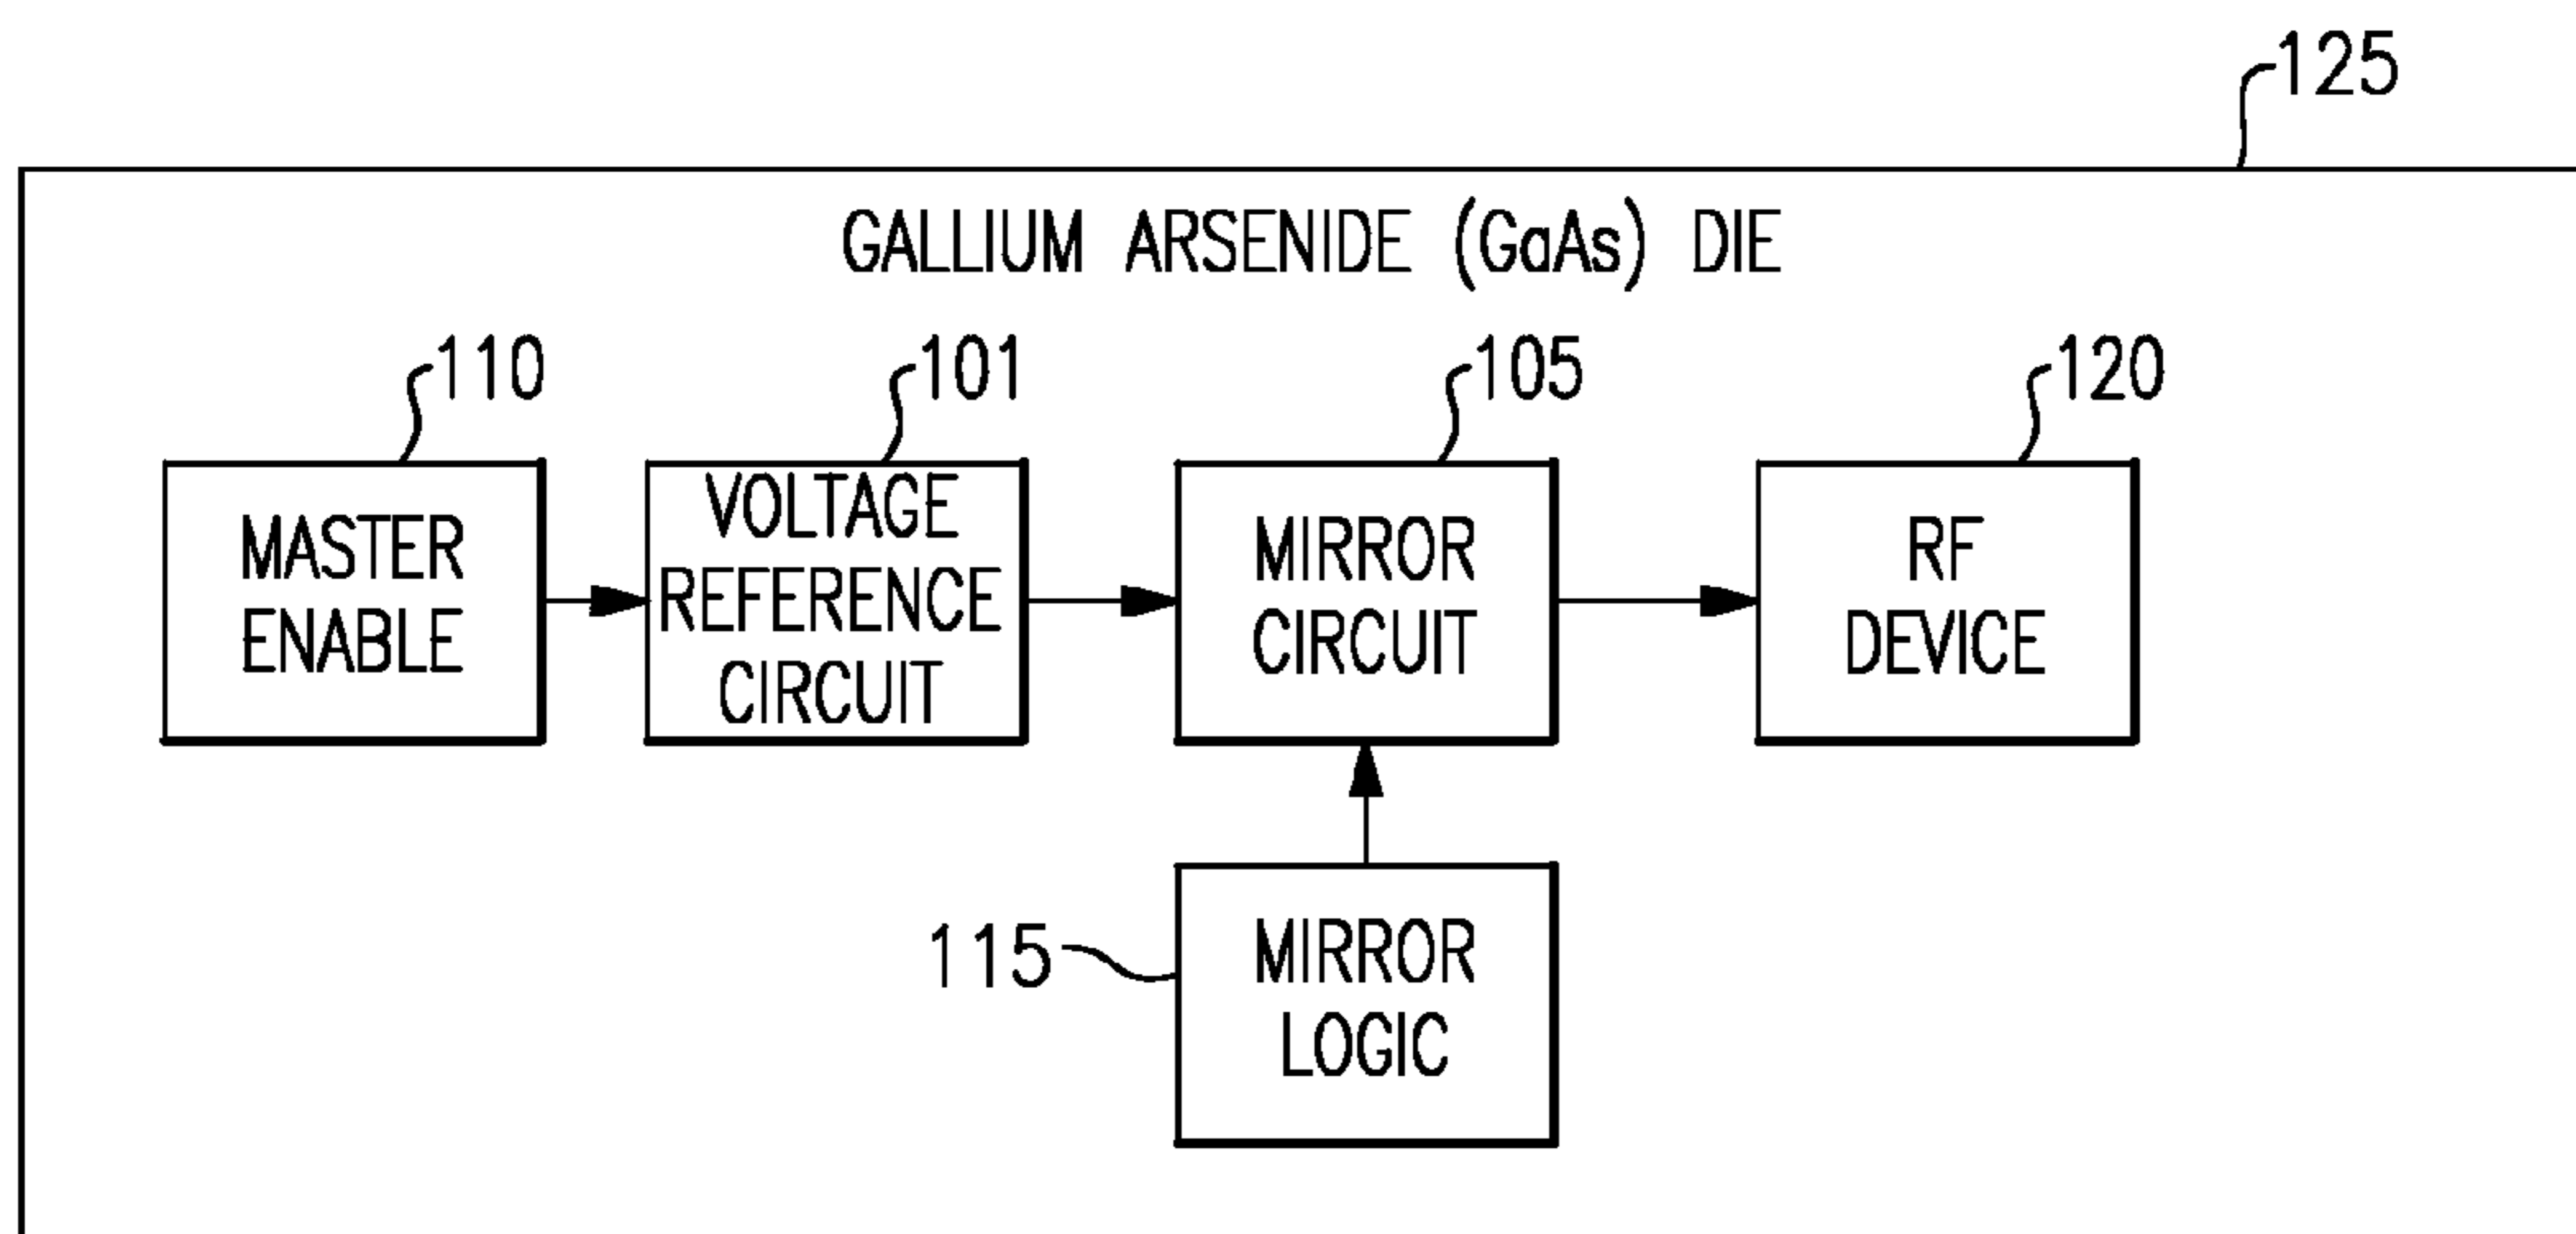 125
GALLIUM ARSENIDE (GaAs) DIE
110
101
105
120
MASTER
ENABLE
VOLTAGE
REFERENCE
CIRCUIT
MIRROR
CIRCUIT
RF
DEVICE
115
MIRROR
LOGIC